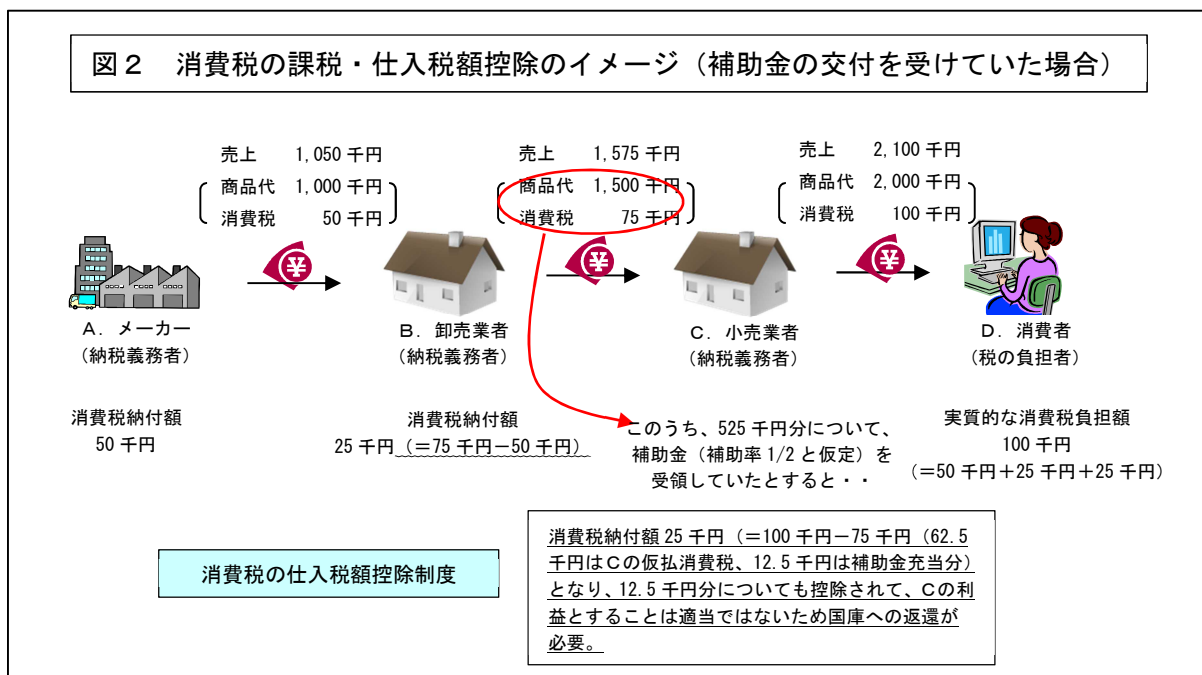 図２　消費税の課税・仕入税額控除のイメージ（補助金の交付を受けていた場合）
売上　1,050 千円
商品代　1,000 千円
消費税　50 千円
売上　1,575 千円
商品代　1,500 千円
消費税　75 千円
売上　2,100 千円
商品代　2,000 千円
消費税　100 千円
¥
¥
¥
Ａ．メーカー
（納税義務者）
Ｂ．卸売業者
（納税義務者）
Ｃ．小売業者
（納税義務者）
Ｄ．消費者
（税の負担者）
消費税納付額
50 千円
消費税納付額
25 千円（＝75 千円－50 千円）
このうち、525 千円分について、
補助金（補助率 1/2 と仮定）を
受領していたとすると・・
実質的な消費税負担額
100 千円
（＝50 千円＋25 千円＋25 千円）
消費税の仕入税額控除制度
消費税納付額 25 千円（＝100 千円－75 千円（62.5
千円はＣの仮払消費税、12.5 千円は補助金充当分）
となり、12.5 千円分についても控除されて、Ｃの利
益とすることは適当ではないため国庫への返還が
必要。